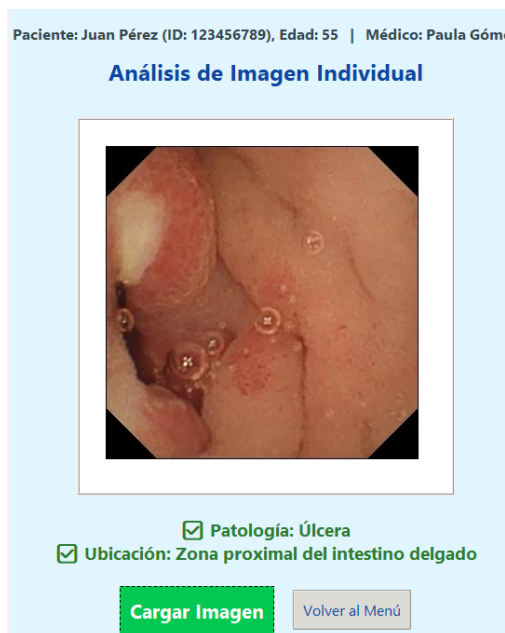 Paciente: Juan Pérez (ID: 123456789), Edad: 55 | Médico: Paula Góm
Análisis de Imagen Individual
Patología: Úlcera
Ubicación: Zona proximal del intestino delgado
Cargar Imagen
Volver al Menú